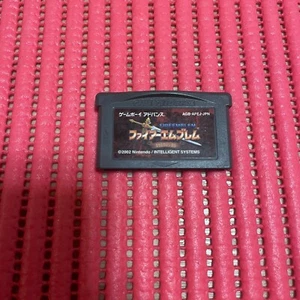 ゲームボーイ アドバンス AGB-AFEJ-JPN
ファイアーエムブレム
©2002 Nintendo / INTELLIGENT SYSTEMS